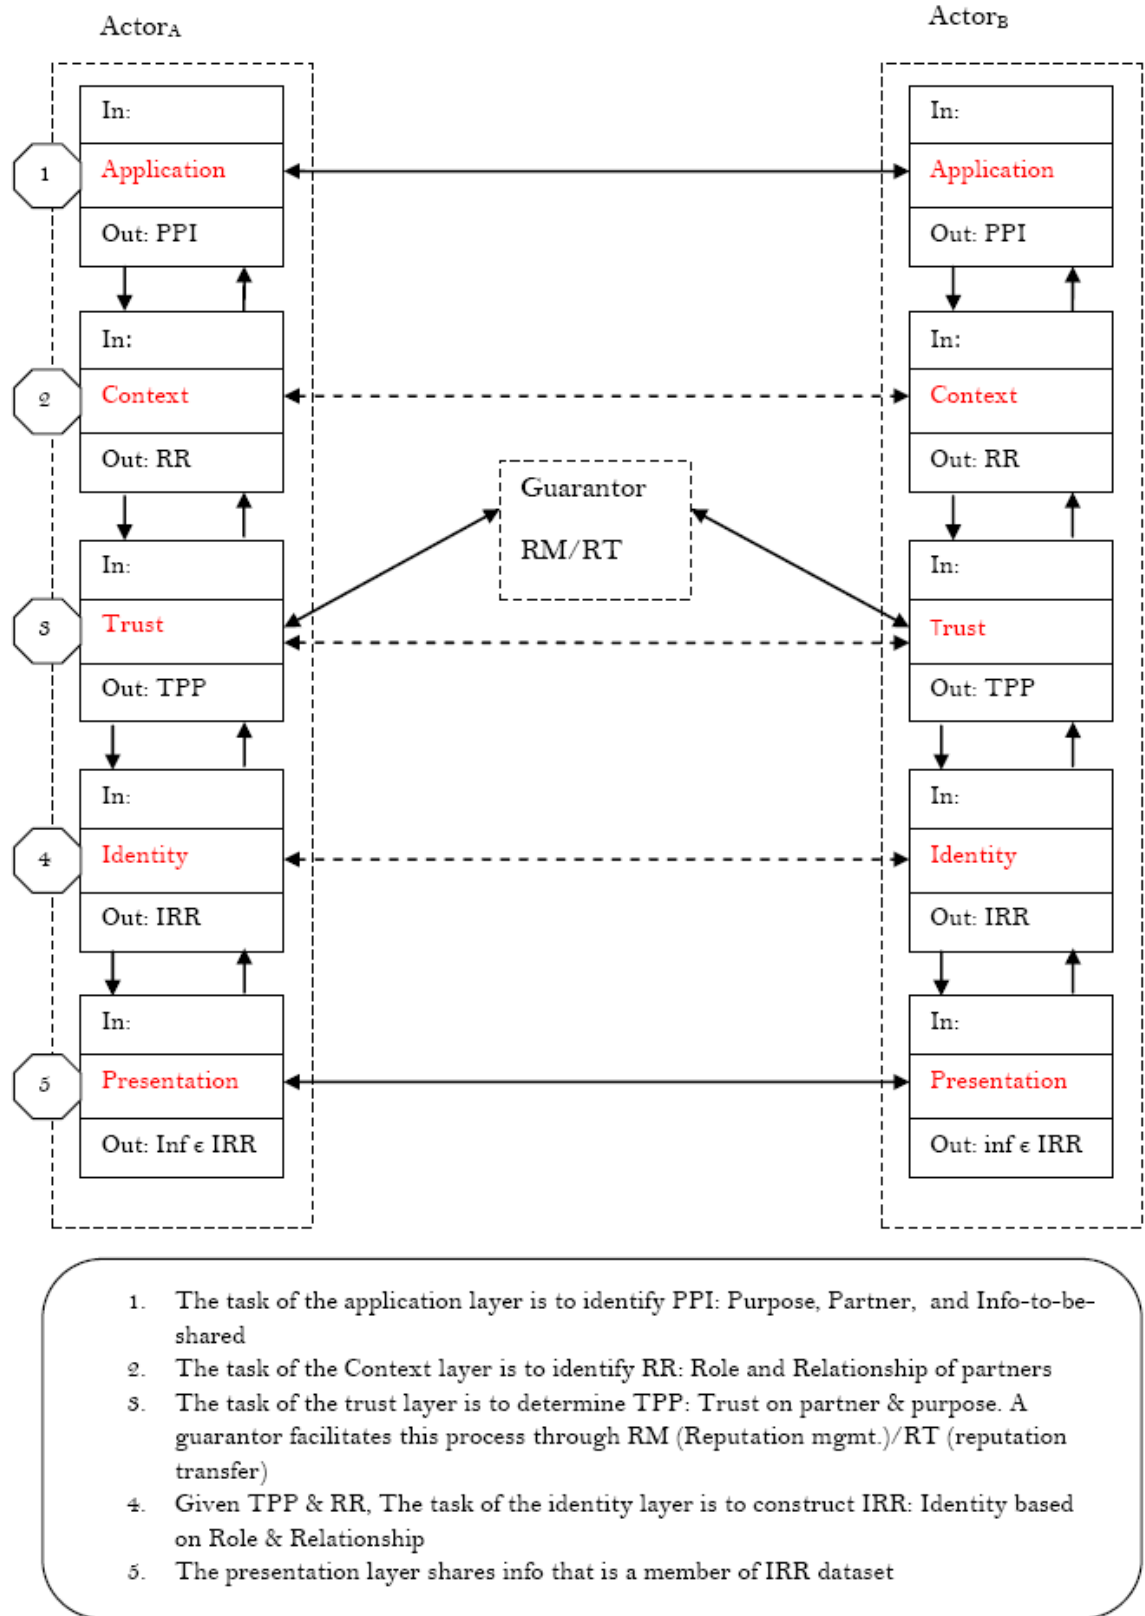 Actor_A
Actor_B
In:
In:
1
Application
Application
Out: PPI
Out: PPI
In:
In:
2
Context
Context
Out: RR
Out: RR
Guarantor
RM/RT
In:
In:
3
Trust
Trust
Out: TPP
Out: TPP
In:
In:
4
Identity
Identity
Out: IRR
Out: IRR
In:
In:
5
Presentation
Presentation
Out: Inf ϵ IRR
Out: inf ϵ IRR
1. The task of the application layer is to identify PPI: Purpose, Partner, and Info-to-be-
shared
2. The task of the Context layer is to identify RR: Role and Relationship of partners
3. The task of the trust layer is to determine TPP: Trust on partner & purpose. A
guarantor facilitates this process through RM (Reputation mgmt.)/RT (reputation
transfer)
4. Given TPP & RR, The task of the identity layer is to construct IRR: Identity based
on Role & Relationship
5. The presentation layer shares info that is a member of IRR dataset